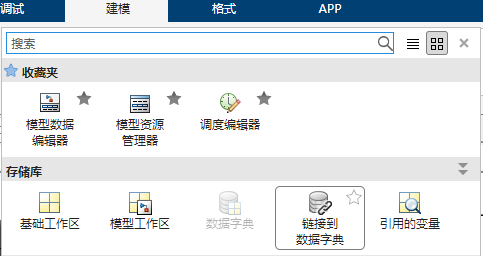 调试 建模 格式 APP
搜索
收藏夹
模型数据
编辑器
模型资源
管理器
调度编辑器
存储库
基础工作区
模型工作区
数据字典
链接到
数据字典
引用的变量